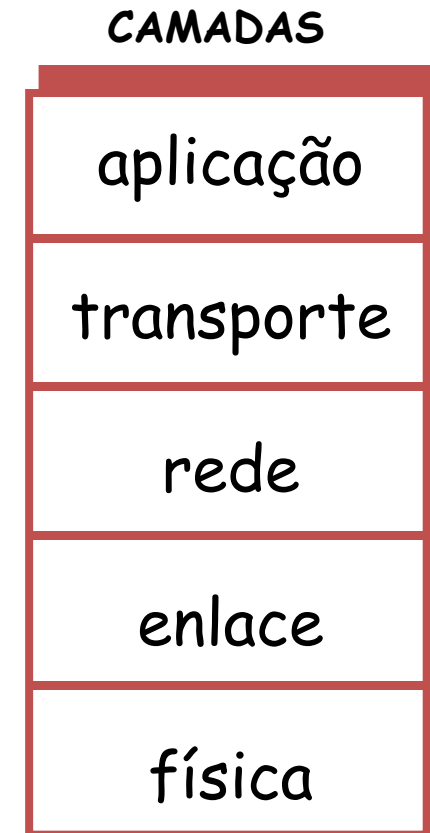 CAMADAS
aplicação
transporte
rede
enlace
física